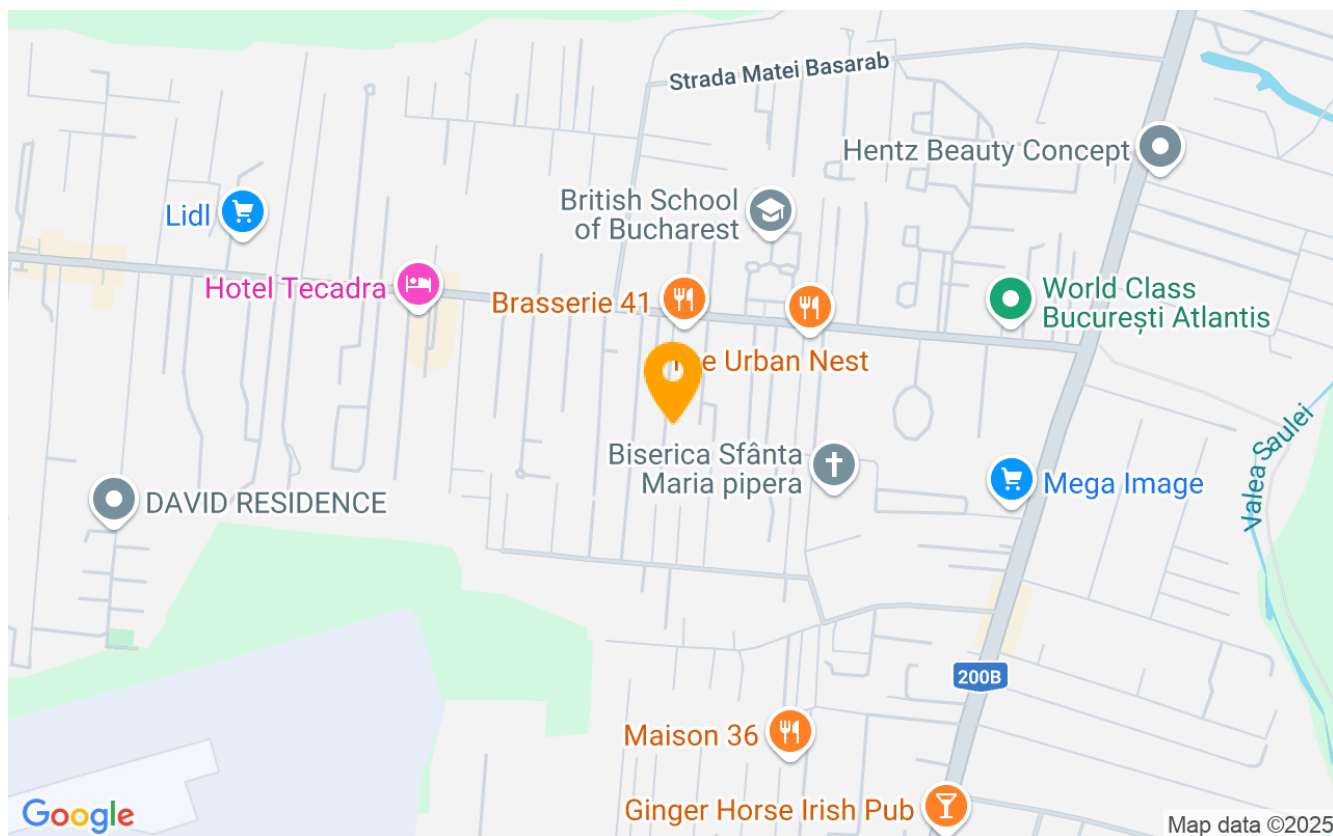 Strada Matei Basarab
Hentz Beauty Concept
British School
of Bucharest
Lidl
Hotel Tecadra
Brasserie 41
World Class
București Atlantis
Urban Nest
Biserica Sfânta
Maria pipera
Mega Image
Valea Saulei
DAVID RESIDENCE
200B
Maison 36
Ginger Horse Irish Pub
Google
Map data ©2025